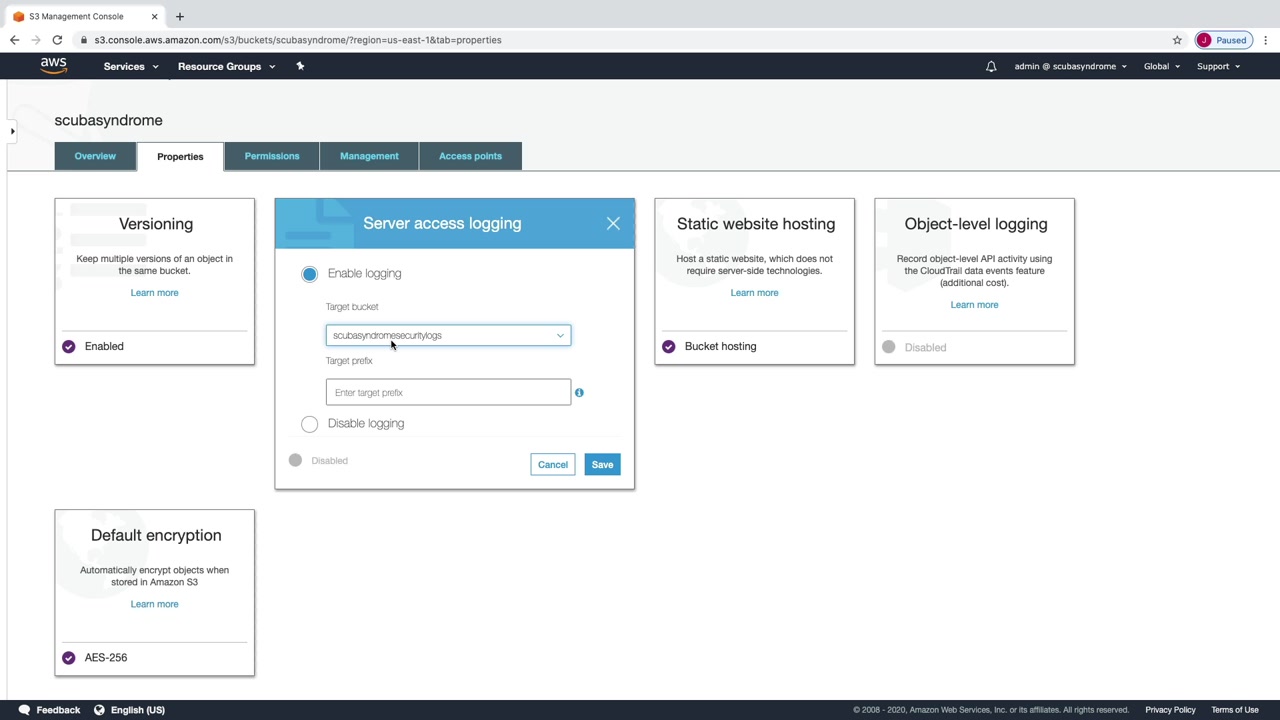 S3 Management Console
s3.console.aws.amazon.com/s3/buckets/scubasyndrome/?region=us-east-1&tab=properties
J Paused
aws
Services
Resource Groups
admin @ scubasyndrome
Global
Support
scubasyndrome
Overview
Properties
Permissions
Management
Access points
Versioning
Keep multiple versions of an object in
the same bucket.
Learn more
Enabled
Server access logging
Enable logging
Target bucket
scubasyndromesecuritylogs
Target prefix
Enter target prefix
Disable logging
Disabled
Cancel
Save
Static website hosting
Host a static website, which does not
require server-side technologies.
Learn more
Bucket hosting
Object-level logging
Record object-level API activity using
the CloudTrail data events feature
(additional cost).
Learn more
Disabled
Default encryption
Automatically encrypt objects when
stored in Amazon S3
Learn more
AES-256
Feedback
English (US)
© 2008 - 2020, Amazon Web Services, Inc. or its affiliates. All rights reserved.
Privacy Policy
Terms of Use